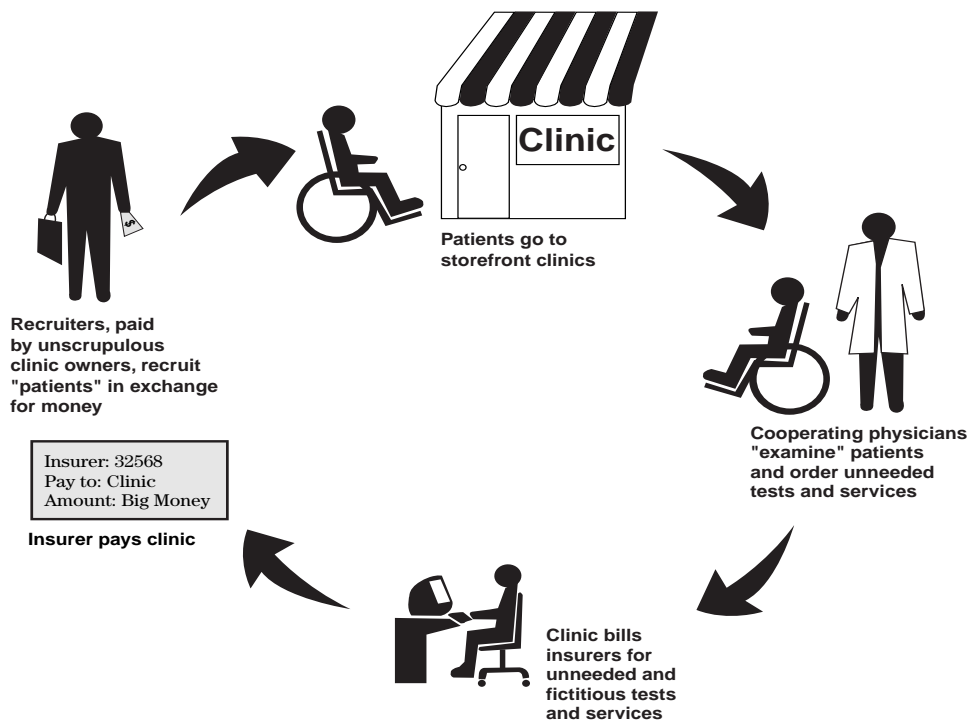 Clinic
Patients go to
storefront clinics
$
Recruiters, paid
by unscrupulous
clinic owners, recruit
"patients" in exchange
for money
Cooperating physicians
"examine" patients
and order unneeded
tests and services
Insurer: 32568
Pay to: Clinic
Amount: Big Money
Insurer pays clinic
Clinic bills
insurers for
unneeded and
fictitious tests
and services